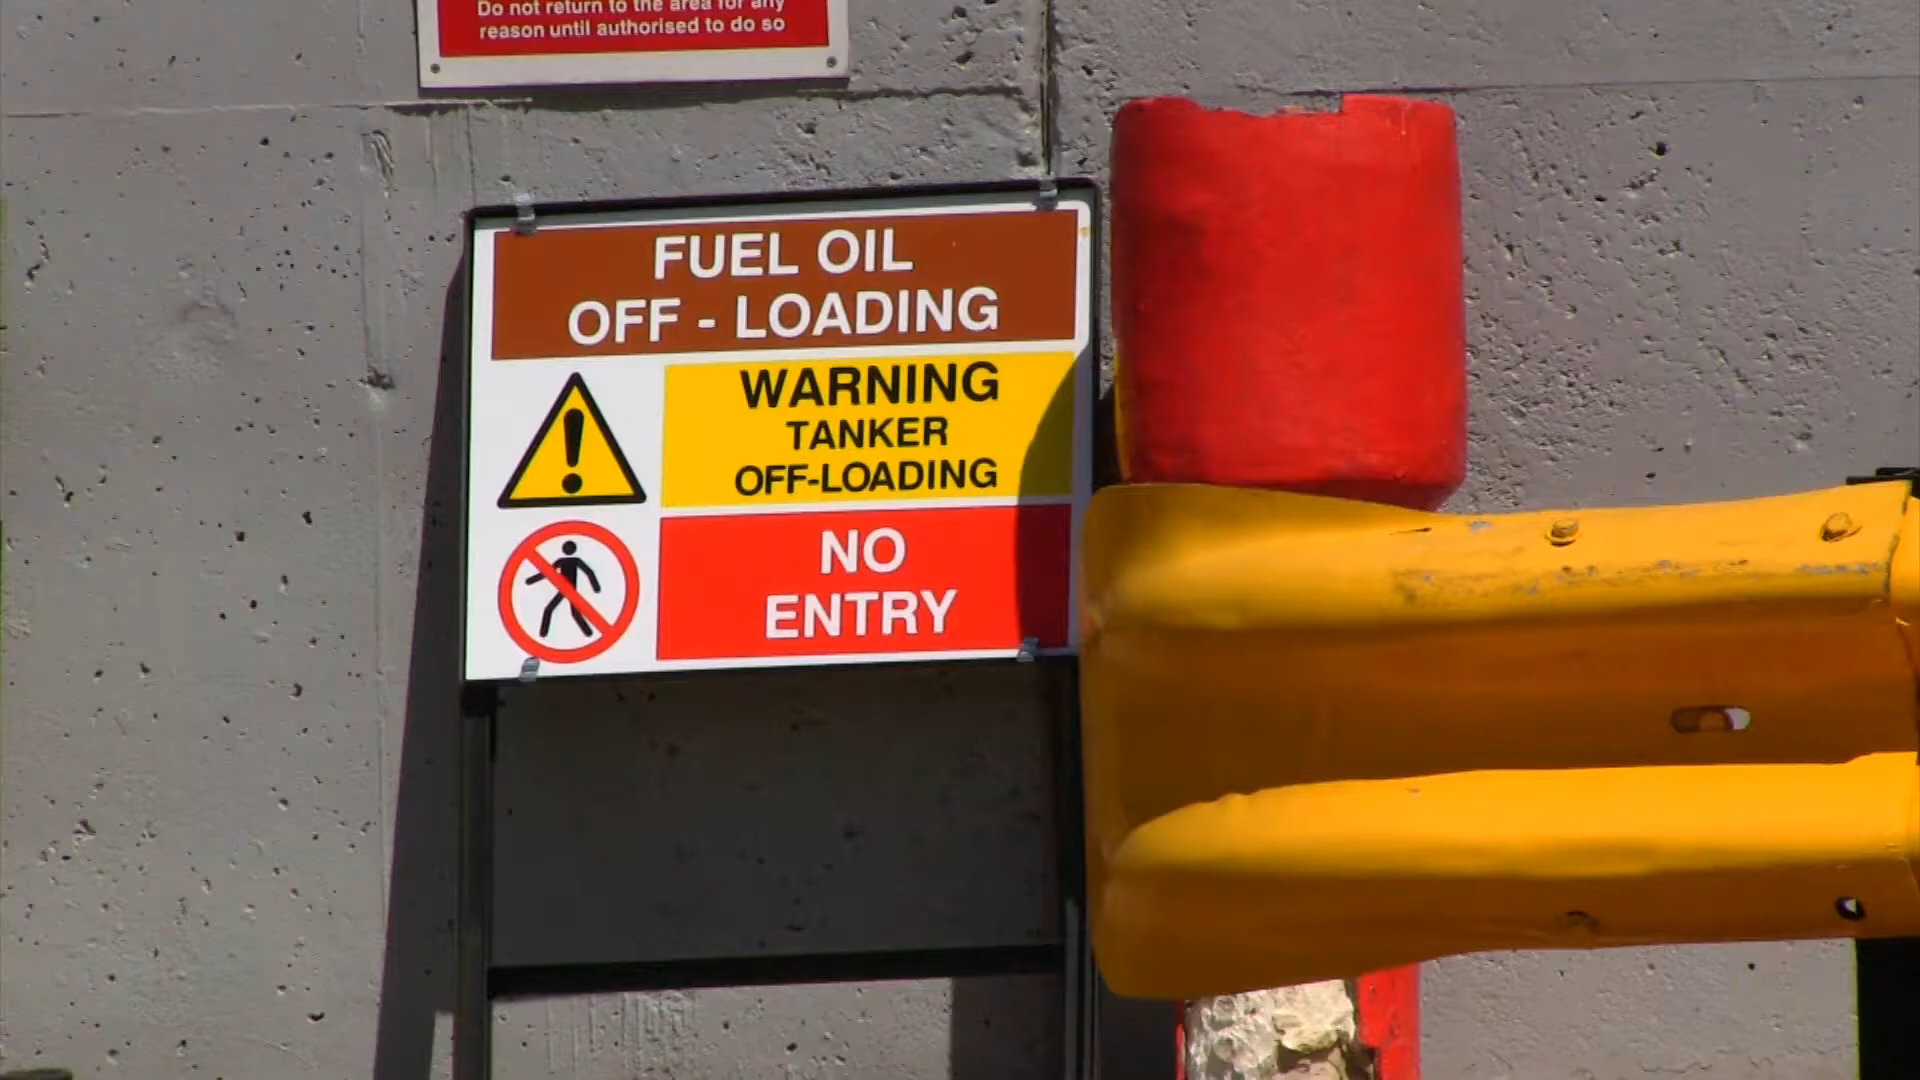 Do not return to the area for any
reason until authorised to do so
FUEL OIL
OFF - LOADING
WARNING
TANKER
OFF-LOADING
NO
ENTRY